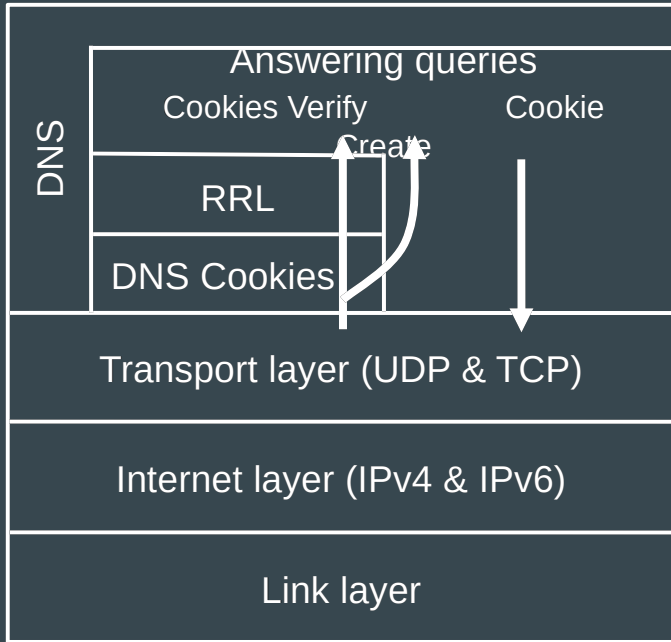 Answering queries
Cookies Verify Cookie
Create
DNS
RRL
DNS Cookies
Transport layer (UDP & TCP)
Internet layer (IPv4 & IPv6)
Link layer